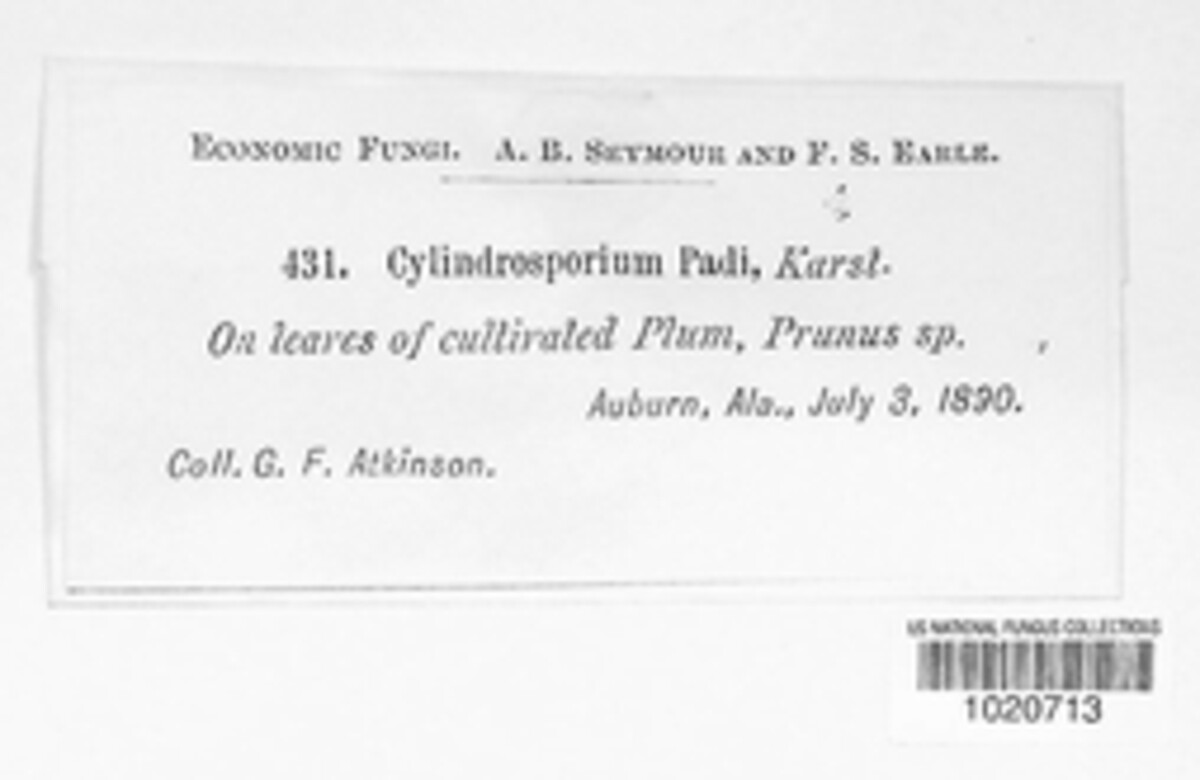 ECONOMIC FUNGI. A. B. SEYMOUR AND F. S. EARLE.
431. Cylindrosporium Padi, Karst.
On leaves of cultivated Plum, Prunus sp. ,
Auburn, Ala., July 3, 1890.
Coll. G. F. Atkinson.
US NATIONAL FUNGUS COLLECTIONS
1020713